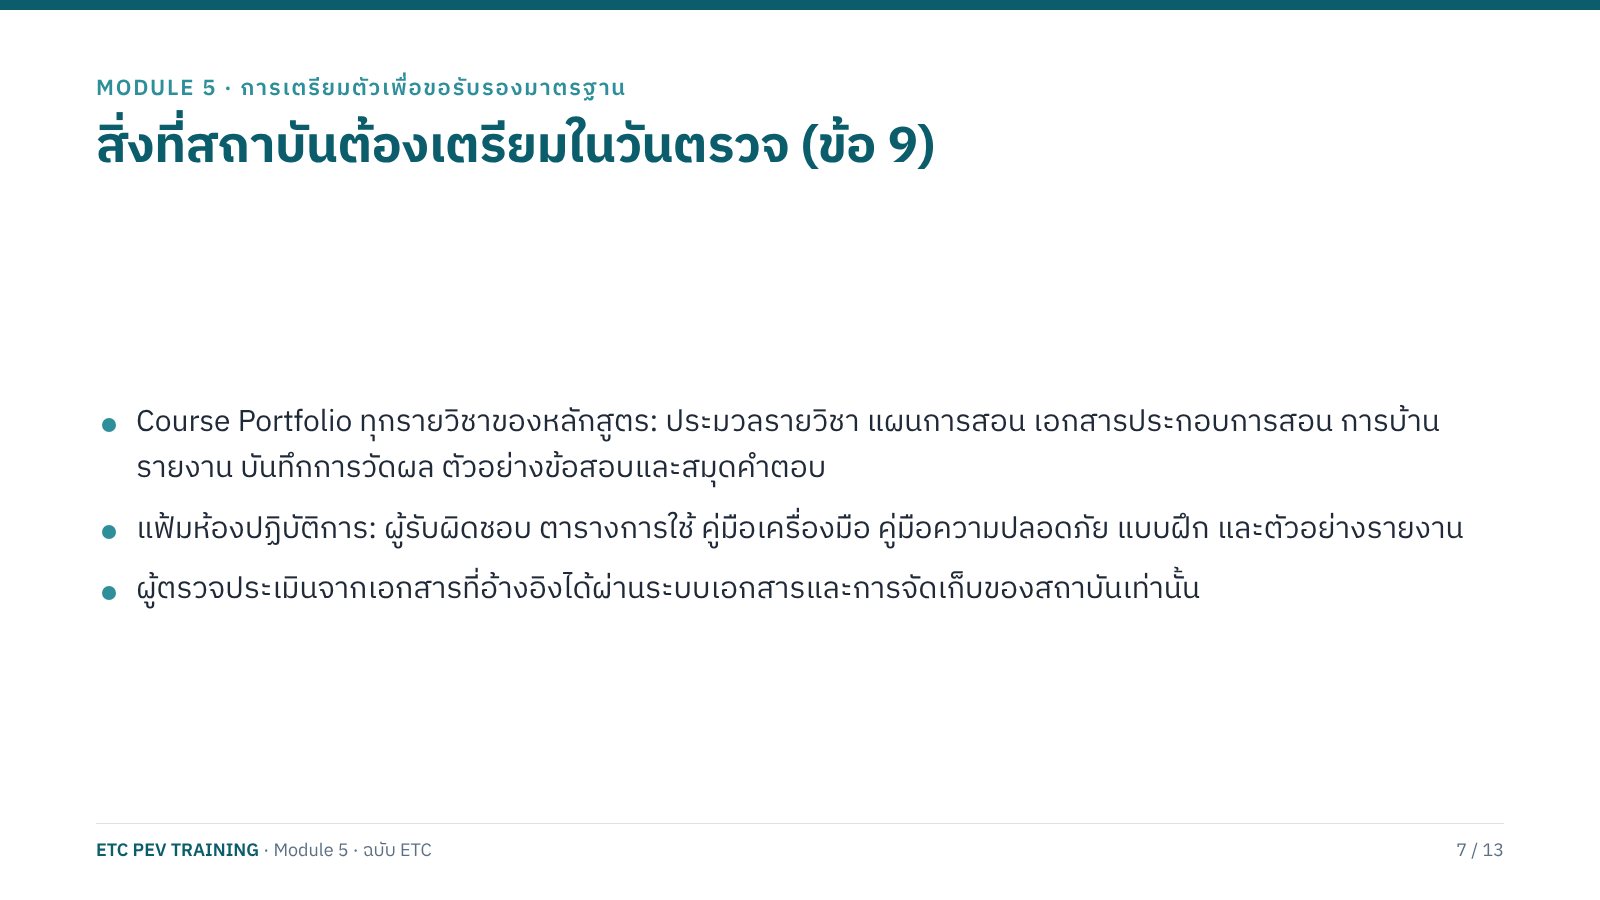 MODULE 5 · การเตรียมตัวเพื่อขอรับรองมาตรฐาน
สิ่งที่สถาบันต้องเตรียมในวันตรวจ (ข้อ 9)
Course Portfolio ทุกรายวิชาของหลักสูตร: ประมวลรายวิชา แผนการสอน เอกสารประกอบการสอน การบ้าน
รายงาน บันทึกการวัดผล ตัวอย่างข้อสอบและสมุดคำตอบ
แฟ้มห้องปฏิบัติการ: ผู้รับผิดชอบ ตารางการใช้ คู่มือเครื่องมือ คู่มือความปลอดภัย แบบฝึก และตัวอย่างรายงาน
ผู้ตรวจประเมินจากเอกสารที่อ้างอิงได้ผ่านระบบเอกสารและการจัดเก็บของสถาบันเท่านั้น
ETC PEV TRAINING · Module 5 · ฉบับ ETC
7 / 13